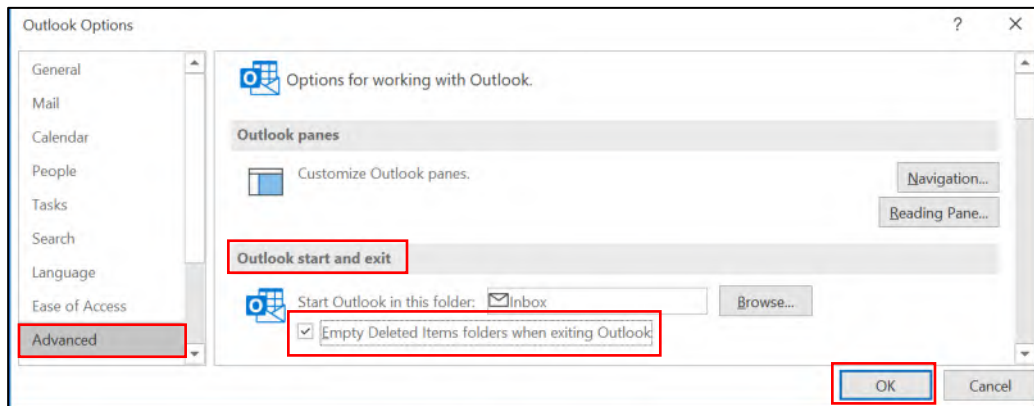 Outlook Options
?
General
Mail
Calendar
People
Tasks
Search
Language
Ease of Access
Advanced
Options for working with Outlook.
Outlook panes
Customize Outlook panes.
Navigation...
Reading Pane...
Outlook start and exit
Start Outlook in this folder: Inbox Browse...
Empty Deleted Items folders when exiting Outlook
OK Cancel